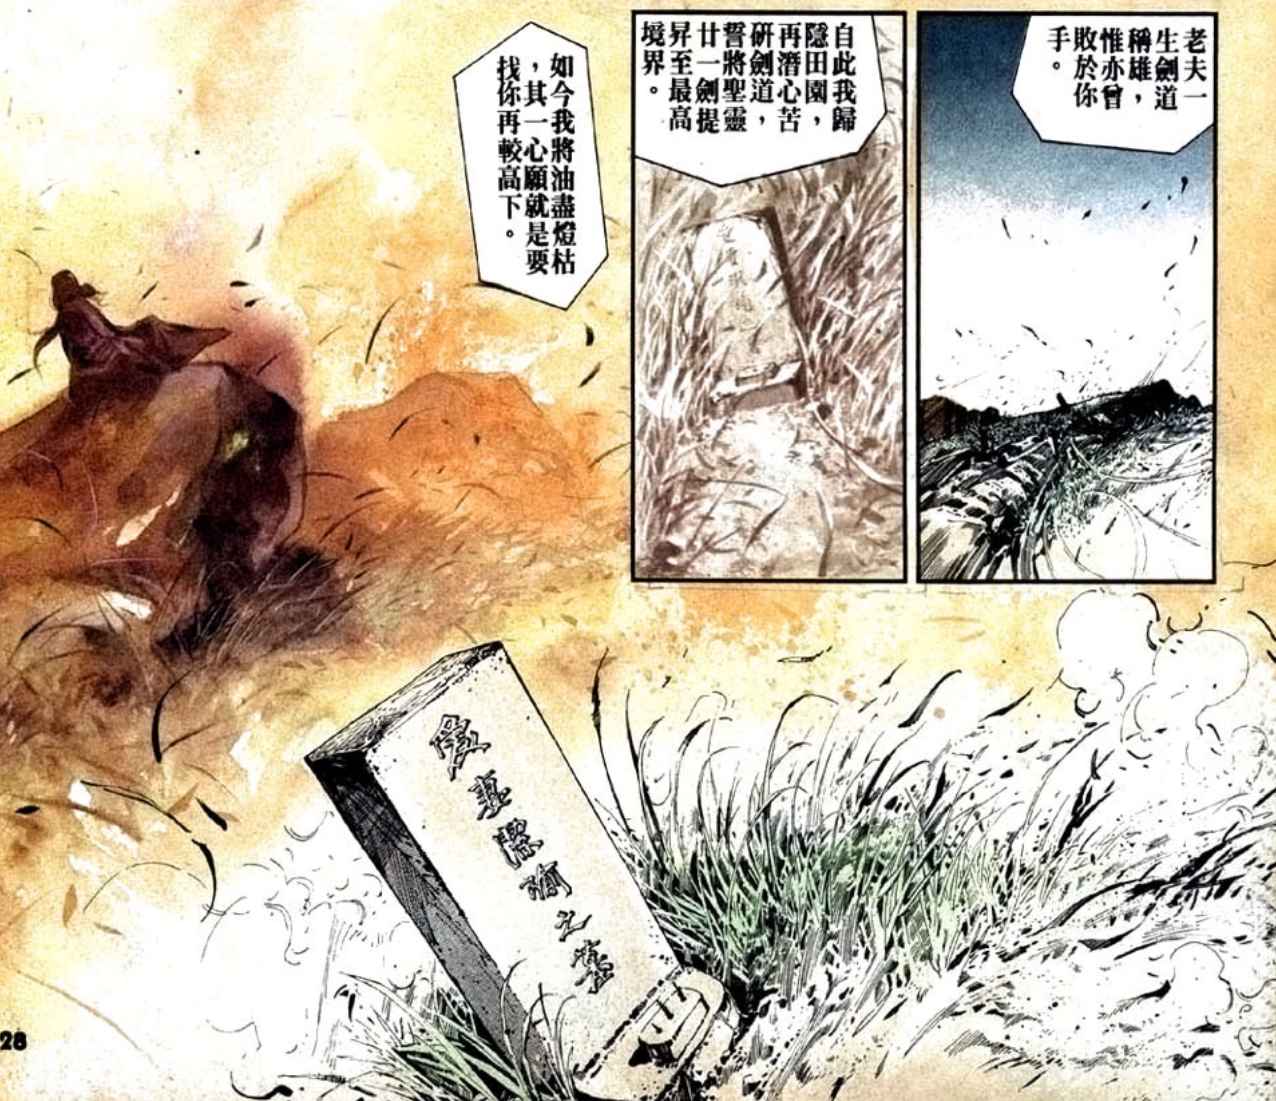 老夫一
生劍道
稱雄，
惟亦曾
敗於你
手。
自此我歸
隱田園，
再潛心苦
研劍道，
誓將聖靈
廿一劍提
昇至最高
境界。
如今我將油盡燈枯
，其一心願就是要
找你再較高下。
愛妻潔瑜之墓
28